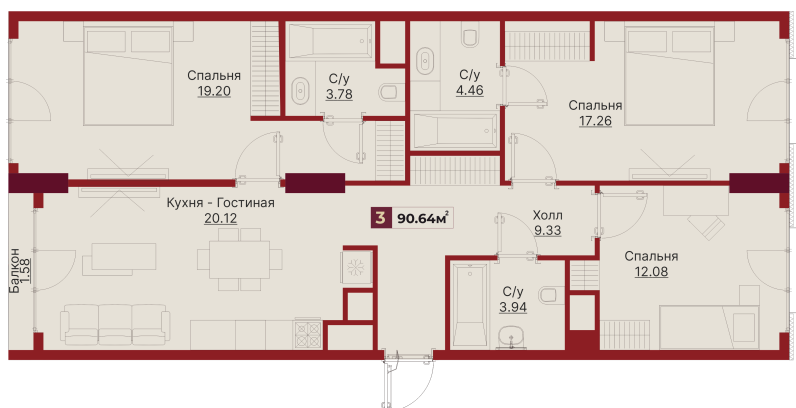 Спальня
19.20
С/у
3.78
С/у
4.46
Спальня
17.26
Кухня - Гостиная
20.12
3 90.64м²
Холл
9.33
Спальня
12.08
Балкон
1.58
С/у
3.94